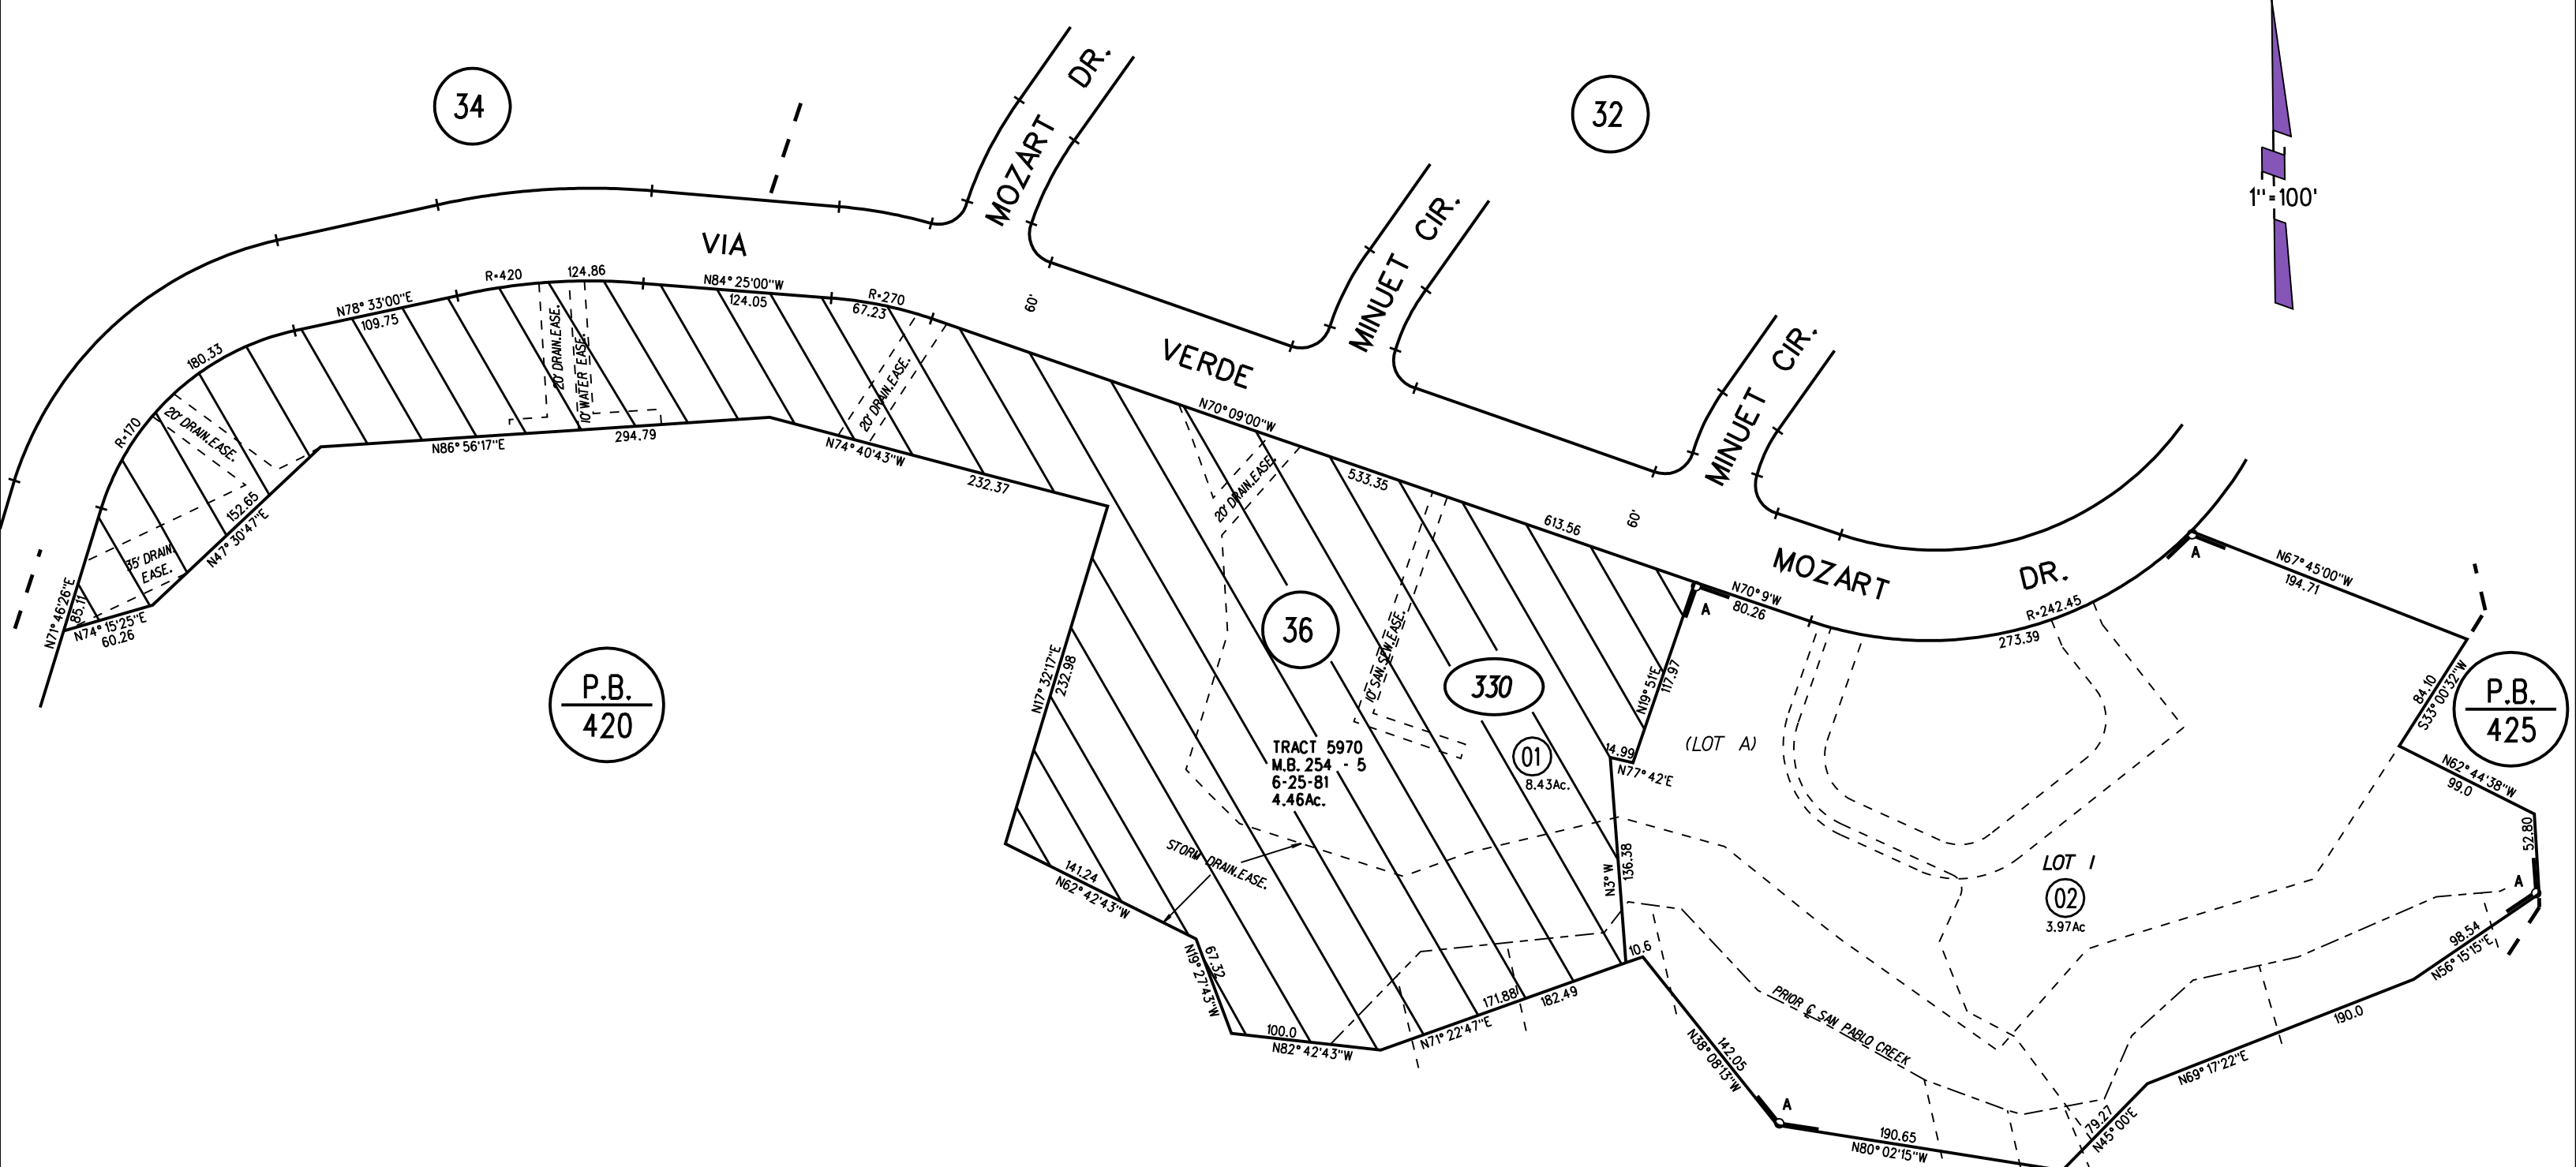 34
32
MOZART DR.
MINUET CIR.
MINUET CIR.
1"=100'
VIA
VERDE
MOZART
DR.
60'
60'
R=420
124.86
N84°25'00"W
124.05
R=270
67.23
N78°33'00"E
109.75
180.33
R=170
20' DRAIN.EASE.
10' WATER EASE.
20' DRAIN.EASE.
20' DRAIN.EASE.
35' DRAIN.
EASE.
152.65
N47°30'47"E
N86°56'17"E
294.79
N74°40'43"W
232.37
N71°46'26"E
85.11
N74°15'25"E
60.26
P.B.
420
N70°09'00"W
533.35
613.56
20' DRAIN.EASE.
36
10' SAN.SEW.EASE.
330
01
8.43Ac.
TRACT 5970
M.B. 254 - 5
6-25-81
4.46Ac.
N17°32'17"E
232.98
STORM DRAIN.EASE.
141.24
N62°42'43"W
67.32
N19°27'43"W
100.0
N82°42'43"W
171.88
182.49
N71°22'47"E
10.6
N3°W
136.38
14.99
N77°42'E
N19°51'E
117.97
A
N70°9'W
80.26
(LOT A)
R=242.45
273.39
A
N67°45'00"W
194.71
84.10
S33°00'32"W
P.B.
425
N62°44'38"W
99.0
52.80
A
LOT 1
02
3.97Ac
98.54
N56°15'15"E
190.0
N69°17'22"E
79.27
N45°00'E
PRIOR ℄ SAN PABLO CREEK
142.05
N38°08'13"W
A
190.65
N80°02'15"W